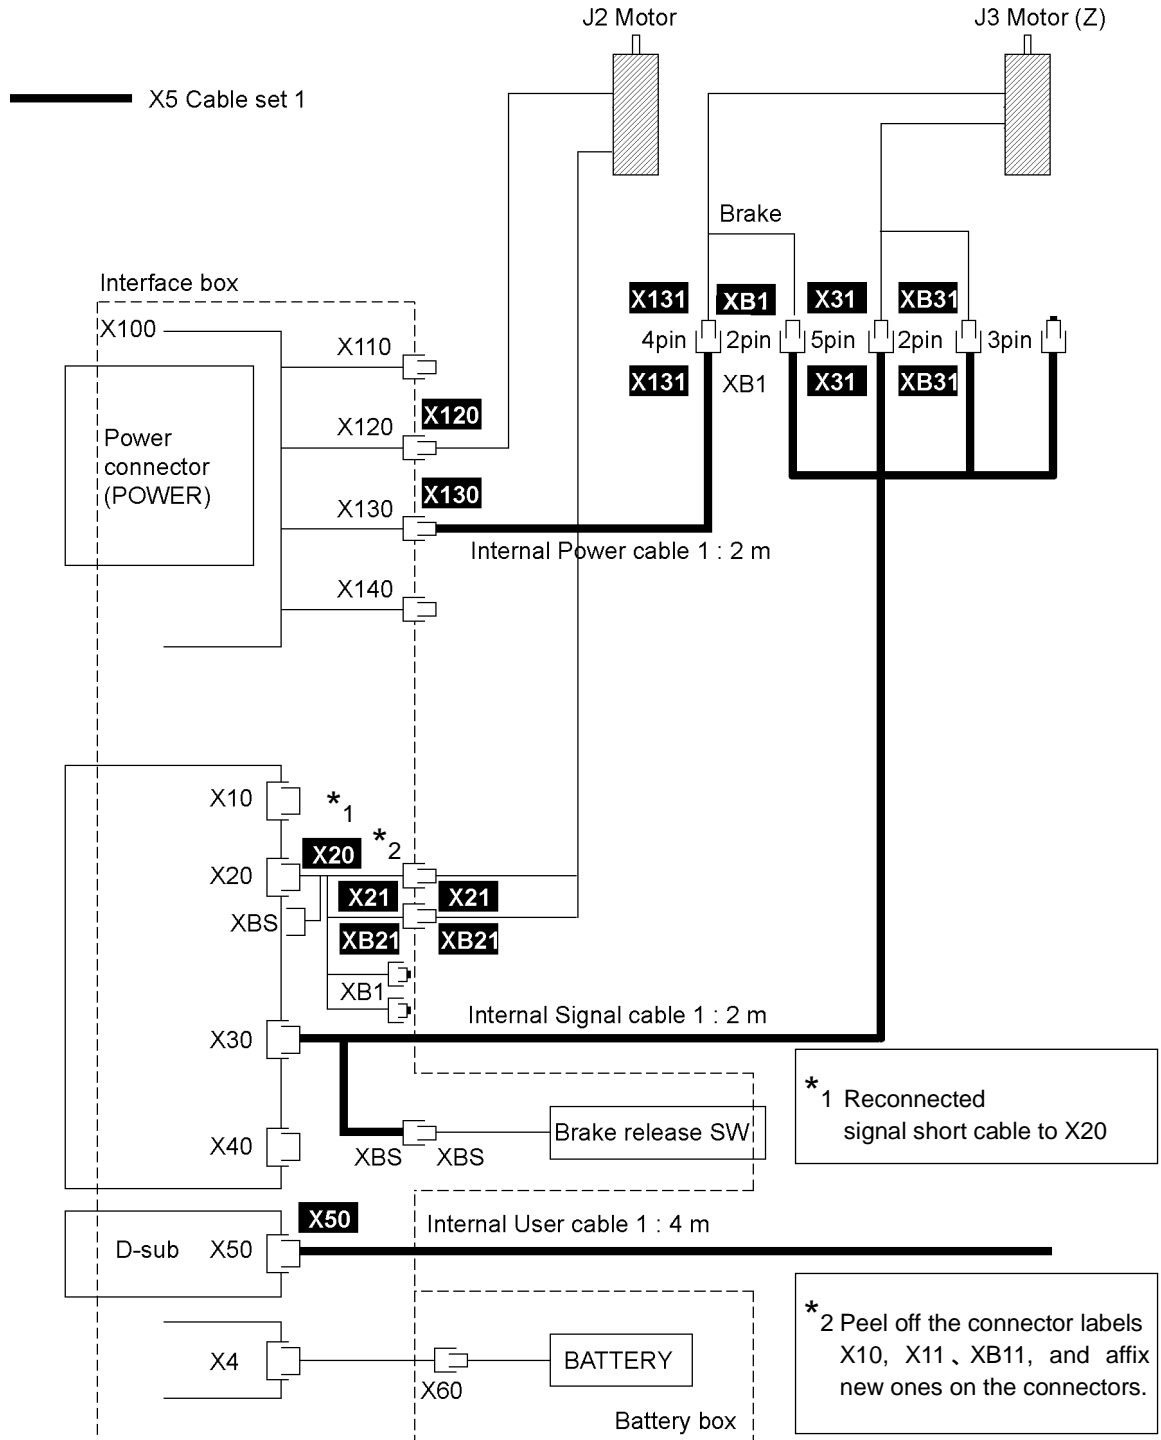 J2 Motor
J3 Motor (Z)
X5 Cable set 1
Brake
Interface box
X131 XB1 X31 XB31
X100
4pin 2pin 5pin 2pin 3pin
X110
X131 XB1 X31 XB31
X120 X120
Power
connector
(POWER)
X130 X130
Internal Power cable 1 : 2 m
X140
X10 *1
*2
X20
X20
X21 X21
XBS
XB21 XB21
XB1
Internal Signal cable 1 : 2 m
X30
*1 Reconnected
signal short cable to X20
Brake release SW
X40
XBS XBS
X50
Internal User cable 1 : 4 m
D-sub X50
*2 Peel off the connector labels
X10, X11、XB11, and affix
new ones on the connectors.
X4
BATTERY
X60
Battery box